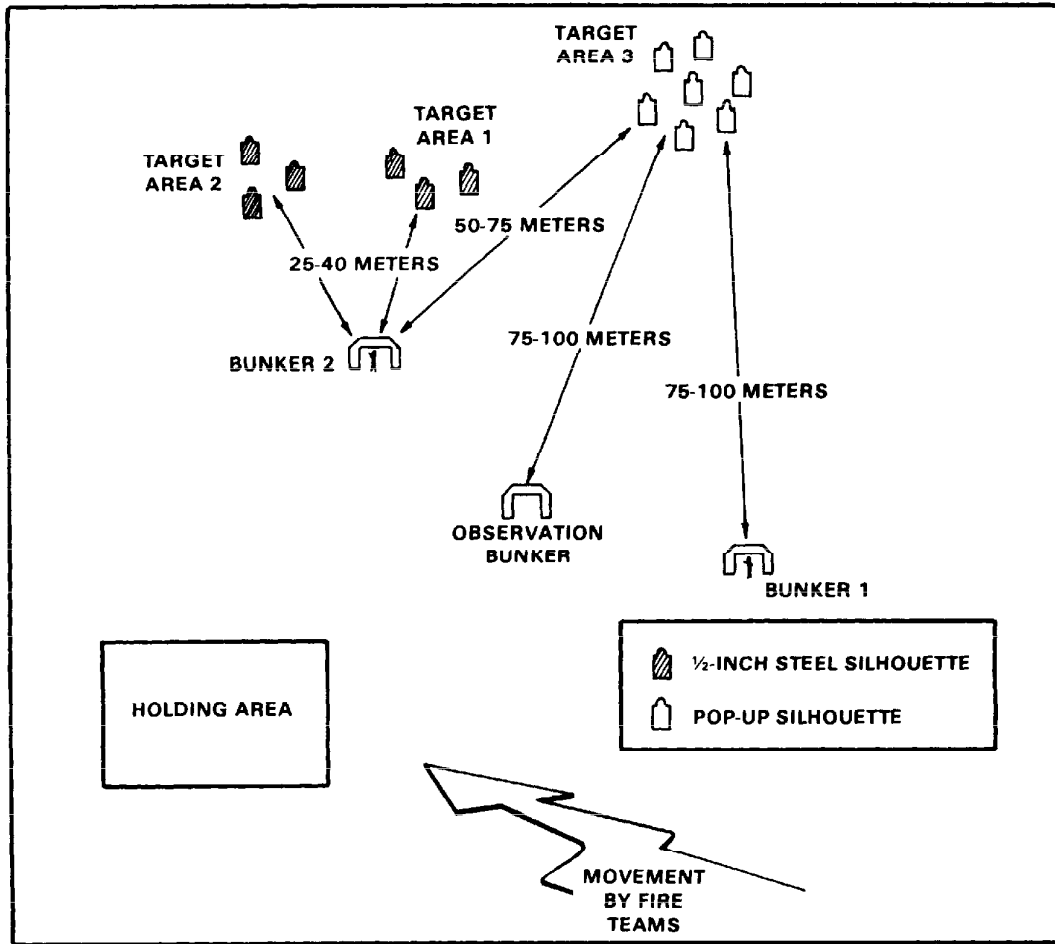 TARGET
AREA 3
TARGET
AREA 1
TARGET
AREA 2
50-75 METERS
25-40 METERS
75-100 METERS
BUNKER 2
75-100 METERS
OBSERVATION
BUNKER
BUNKER 1
HOLDING AREA
½-INCH STEEL SILHOUETTE
POP-UP SILHOUETTE
MOVEMENT
BY FIRE
TEAMS